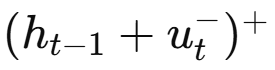 $(h_{t-1} + u_t^-)^+$